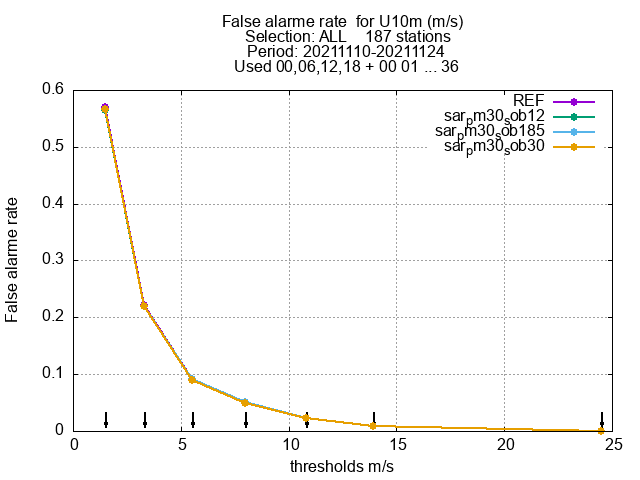 False alarme rate  for U10m (m/s)
Selection: ALL    187 stations
Period: 20211110-20211124
Used 00,06,12,18 + 00 01 ... 36
REF
sarpm30sob12
sarpm30sob185
sarpm30sob30
0.6
0.5
0.4
0.3
0.2
0.1
0
False alarme rate
0 5 10 15 20 25
thresholds m/s